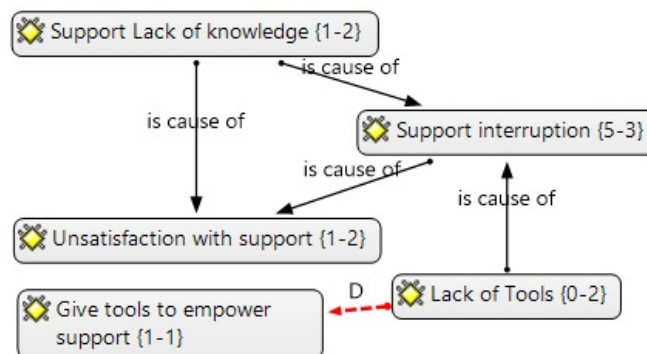 Support Lack of knowledge {1-2}
is cause of
is cause of
Support interruption {5-3}
is cause of
is cause of
Unsatisfaction with support {1-2}
D
Lack of Tools {0-2}
Give tools to empower
support {1-1}